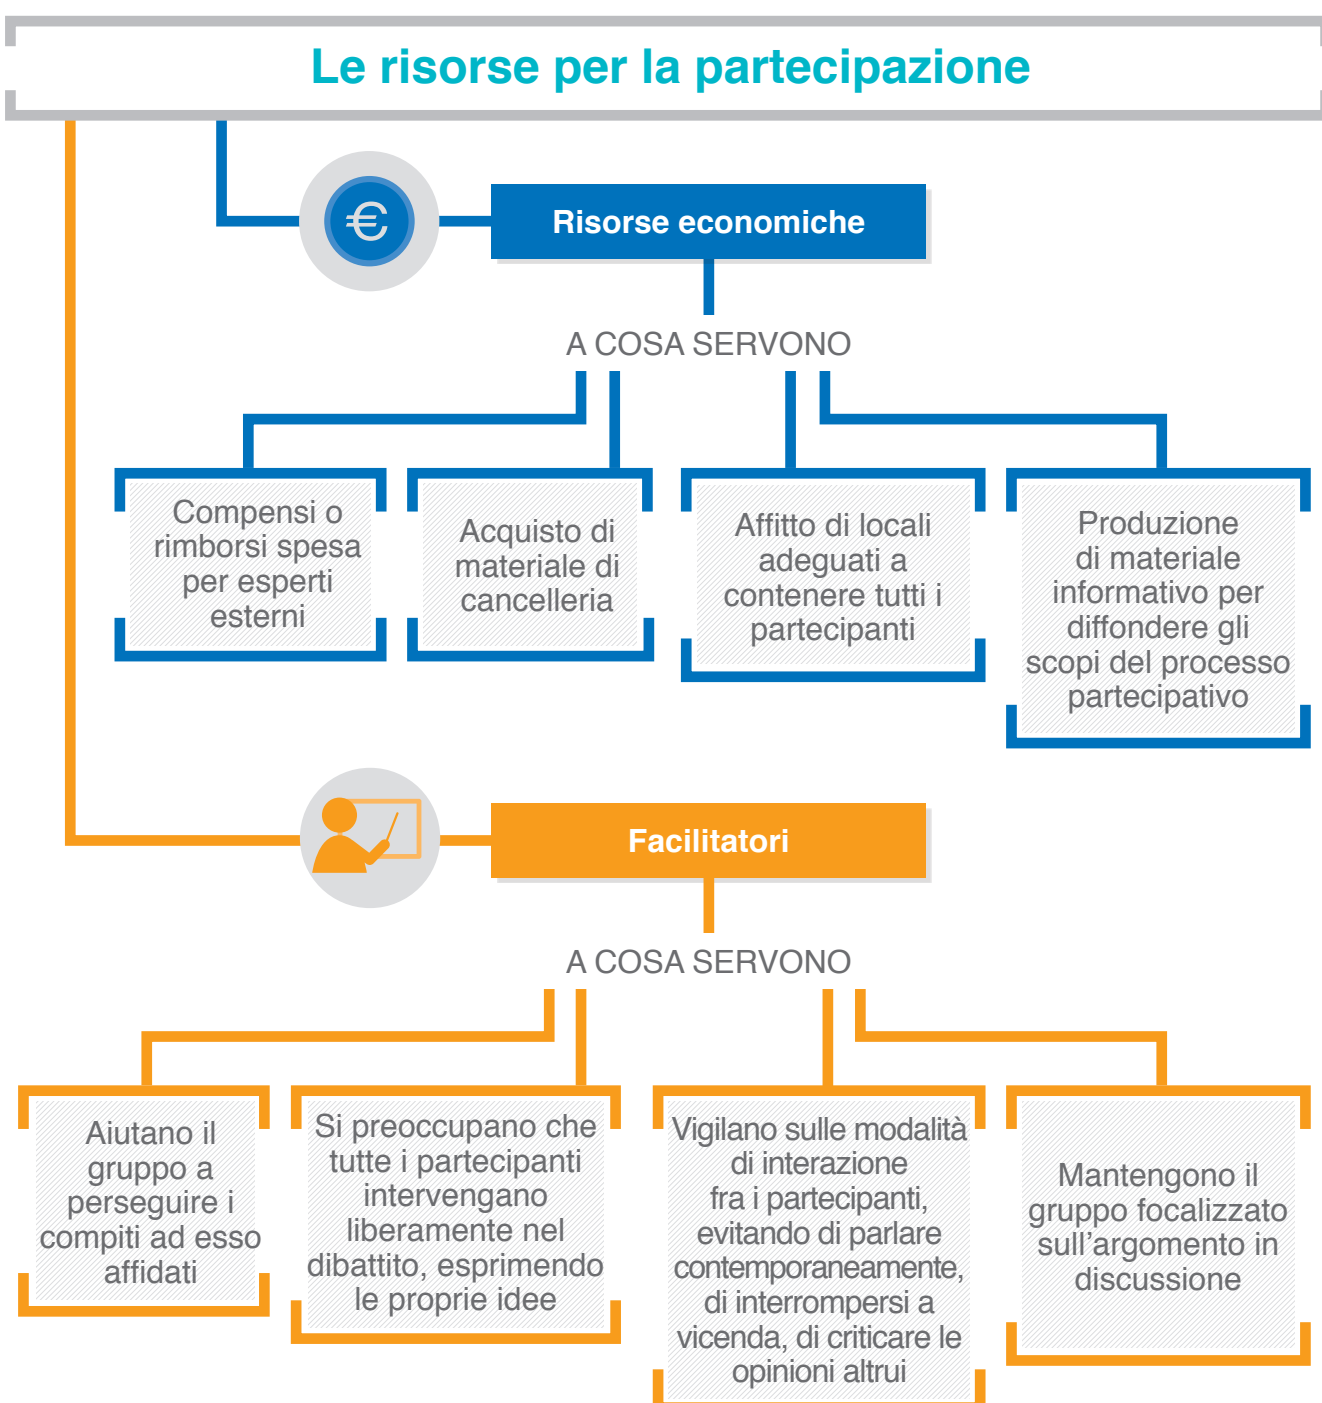 Le risorse per la partecipazione
€
Risorse economiche
A COSA SERVONO
Compensi o
rimborsi spesa
per esperti
esterni
Acquisto di
materiale di
cancelleria
Affitto di locali
adeguati a
contenere tutti i
partecipanti
Produzione
di materiale
informativo per
diffondere gli
scopi del processo
partecipativo
Facilitatori
A COSA SERVONO
Aiutano il
gruppo a
perseguire i
compiti ad esso
affidati
Si preoccupano che
tutte i partecipanti
intervengano
liberamente nel
dibattito, esprimendo
le proprie idee
Vigilano sulle modalità
di interazione
fra i partecipanti,
evitando di parlare
contemporaneamente,
di interrompersi a
vicenda, di criticare le
opinioni altrui
Mantengono il
gruppo focalizzato
sull’argomento in
discussione